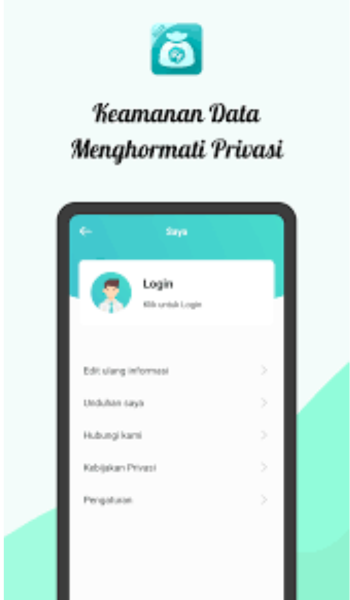 Keamanan Data
Menghormati Privasi
Saya
Login
Klik untuk Login
Edit ulang informasi
Unduhan saya
Hubungi kami
Kebijakan Privasi
Pengaturan